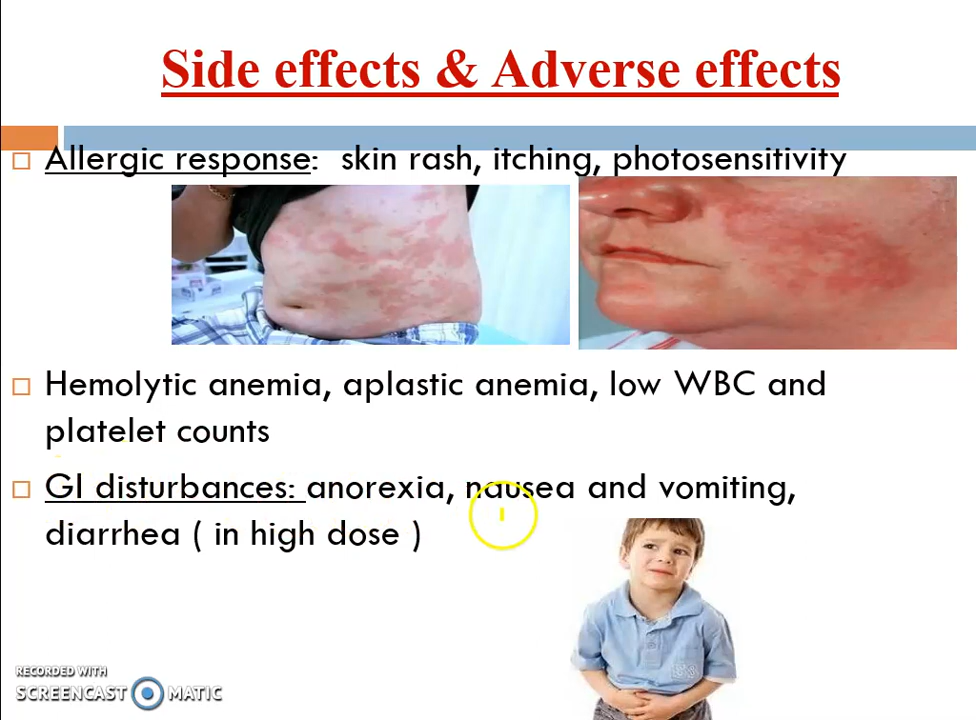 Side effects & Adverse effects
Allergic response: skin rash, itching, photosensitivity
Hemolytic anemia, aplastic anemia, low WBC and
platelet counts
GI disturbances: anorexia, nausea and vomiting,
diarrhea ( in high dose )
RECORDED WITH
SCREENCAST MATIC